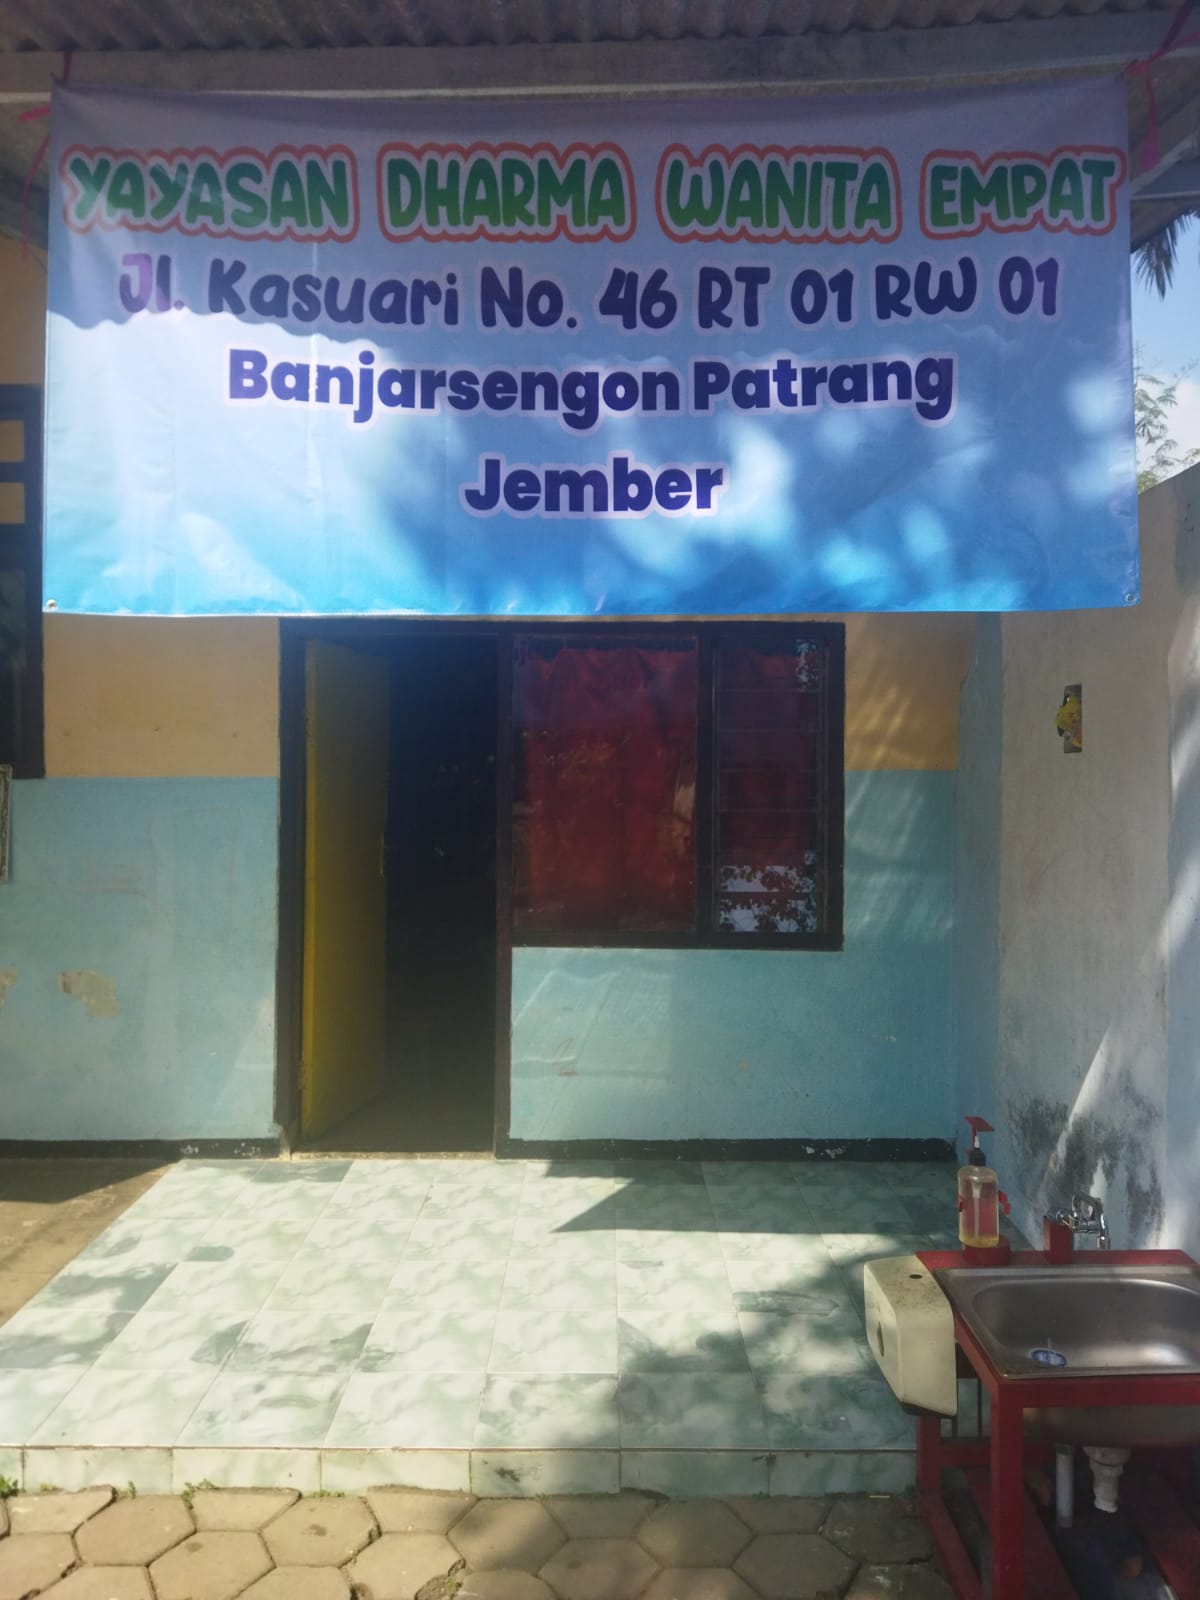 YAYASAN DHARMA WANITA EMPAT
Jl. Kasuari No. 46 RT 01 RW 01
Banjarsengon Patrang
Jember